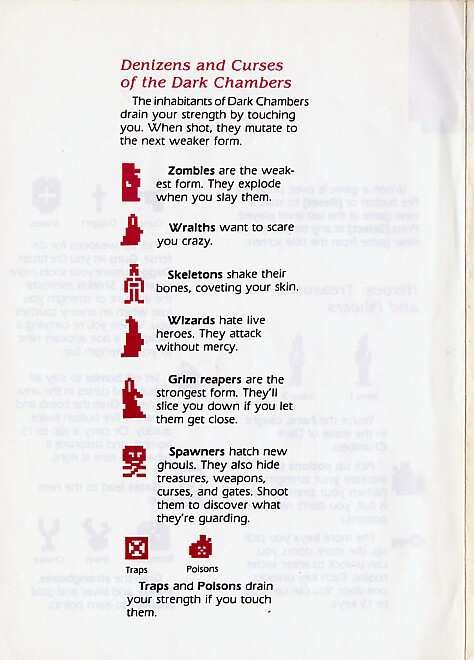 Denizens and Curses
of the Dark Chambers
The inhabitants of Dark Chambers
drain your strength by touching
you. When shot, they mutate to
the next weaker form.
Zombies are the weak-
est form. They explode
when you slay them.
Wraiths want to scare
you crazy.
Skeletons shake their
bones, coveting your skin.
Wizards hate live
heroes. They attack
without mercy.
Grim reapers are the
strongest form. They'll
slice you down if you let
them get close.
Spawners hatch new
ghouls. They also hide
treasures, weapons,
curses, and gates. Shoot
them to discover what
they're guarding.
Traps
Poisons
Traps and Poisons drain
your strength if you touch
them.